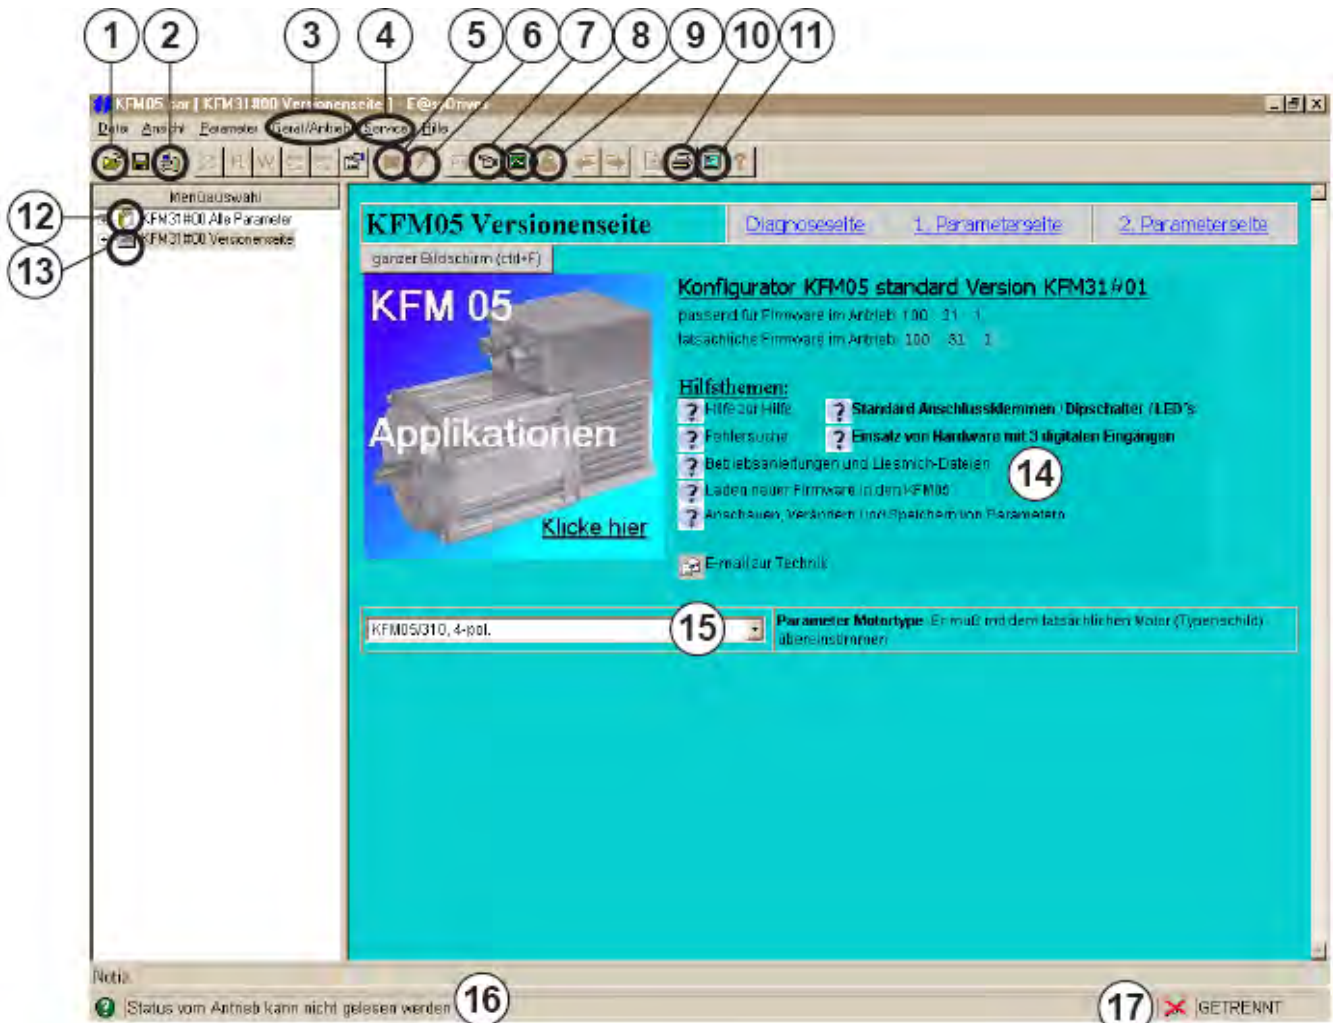 1 2 3 4 5 6 7 8 9 10 11
KFM05 [ KFM31#00 Versionenseite ] - E@syDrives
Datei Ansicht Parameter Gerät/Antrieb Service Hilfe
R W ?
Menüauswahl
12 KFM31#00 Alle Parameter
13 KFM31#00 Versionenseite
KFM05 Versionenseite Diagnoseseite 1. Parameterseite 2. Parameterseite
ganzer Bildschirm (ctrl+F)
KFM 05
Applikationen
Klicke hier
Konfigurator KFM05 standard Version KFM31#01
passend für Firmware im Antrieb 100 31 1
tatsächliche Firmware im Antrieb 100 31 1
Hilfsthemen:
? Hilfe zur Hilfe ? Standard Anschlussklemmen / Dipschalter / LED's
? Fehlersuche ? Einsatz von Hardware mit 3 digitalen Eingängen
? Betriebsanleitungen und Liesmich-Dateien 14
? Laden neuer Firmware in den KFM05
? Anschauen, Verändern und Speichern von Parametern
E-mail zur Technik
KFM05/310, 4-pol. 15 Parameter Motortype Er muß mit dem tatsächlichen Motor (Typenschild)
übereinstimmen
Notiz
? Status vom Antrieb kann nicht gelesen werden 16 17 GETRENNT